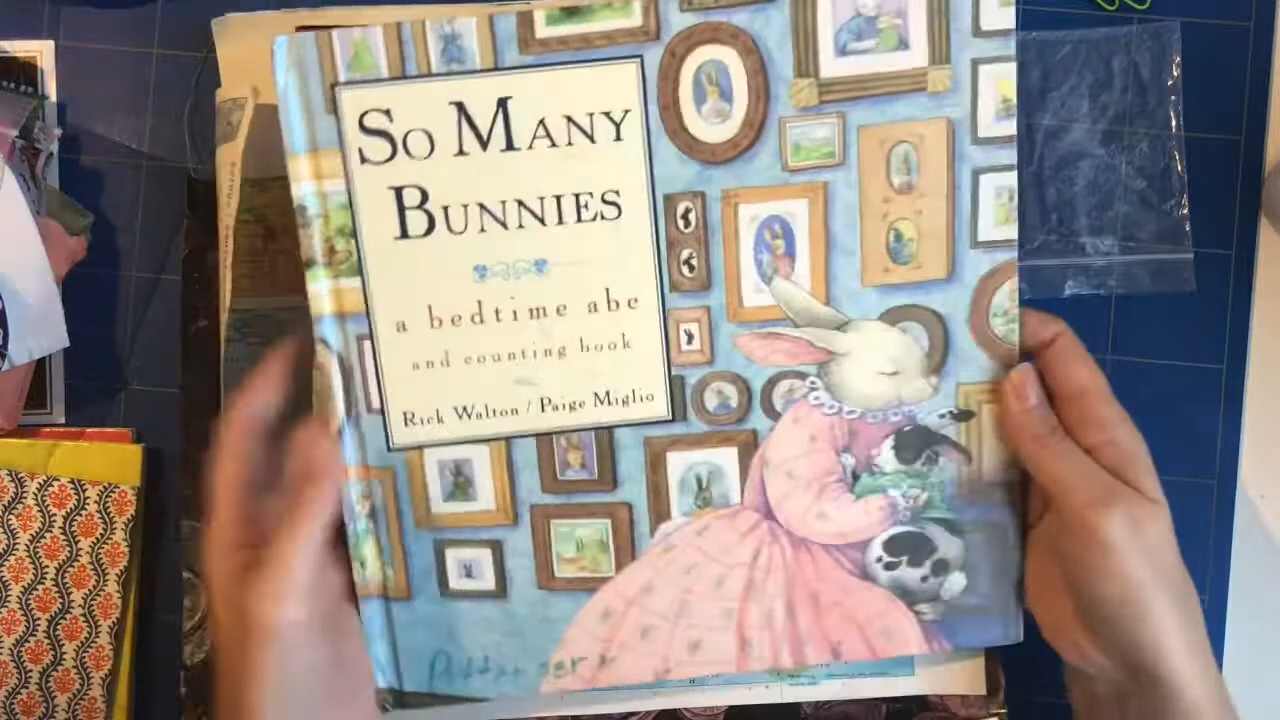 So Many
Bunnies
a bedtime abc
and counting book
Rick Walton / Paige Miglio